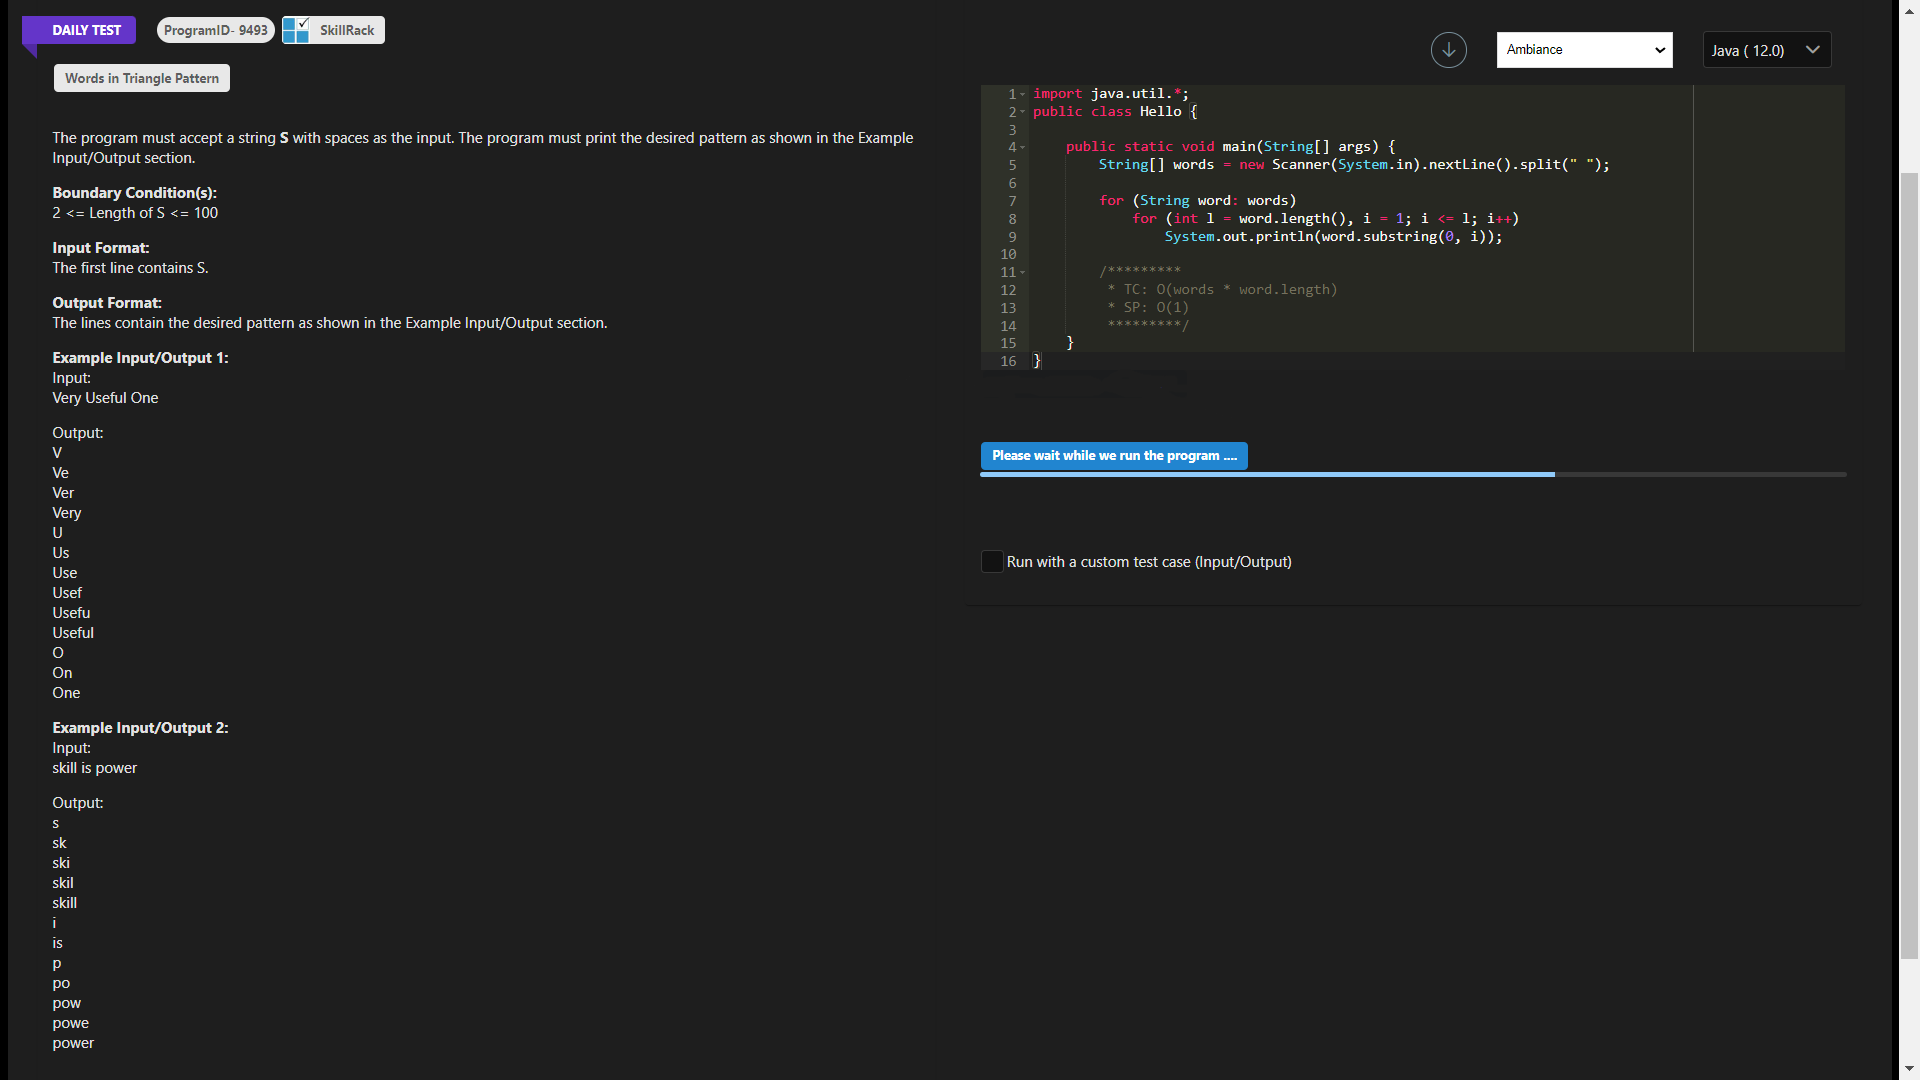 DAILY TEST
ProgramID- 9493
SkillRack
Words in Triangle Pattern
The program must accept a string S with spaces as the input. The program must print the desired pattern as shown in the Example
Input/Output section.
Boundary Condition(s):
2 <= Length of S <= 100
Input Format:
The first line contains S.
Output Format:
The lines contain the desired pattern as shown in the Example Input/Output section.
Example Input/Output 1:
Input:
Very Useful One
Output:
V
Ve
Ver
Very
U
Us
Use
Usef
Usefu
Useful
O
On
One
Example Input/Output 2:
Input:
skill is power
Output:
s
sk
ski
skil
skill
i
is
p
po
pow
powe
power
Ambiance
Java ( 12.0)
1 import java.util.*;
2 public class Hello {
3
4     public static void main(String[] args) {
5         String[] words = new Scanner(System.in).nextLine().split(" ");
6
7         for (String word: words)
8             for (int l = word.length(), i = 1; i <= l; i++)
9                 System.out.println(word.substring(0, i));
10
11         /*********
12          * TC: O(words * word.length)
13          * SP: O(1)
14          *********/
15     }
16 }
Please wait while we run the program ....
Run with a custom test case (Input/Output)